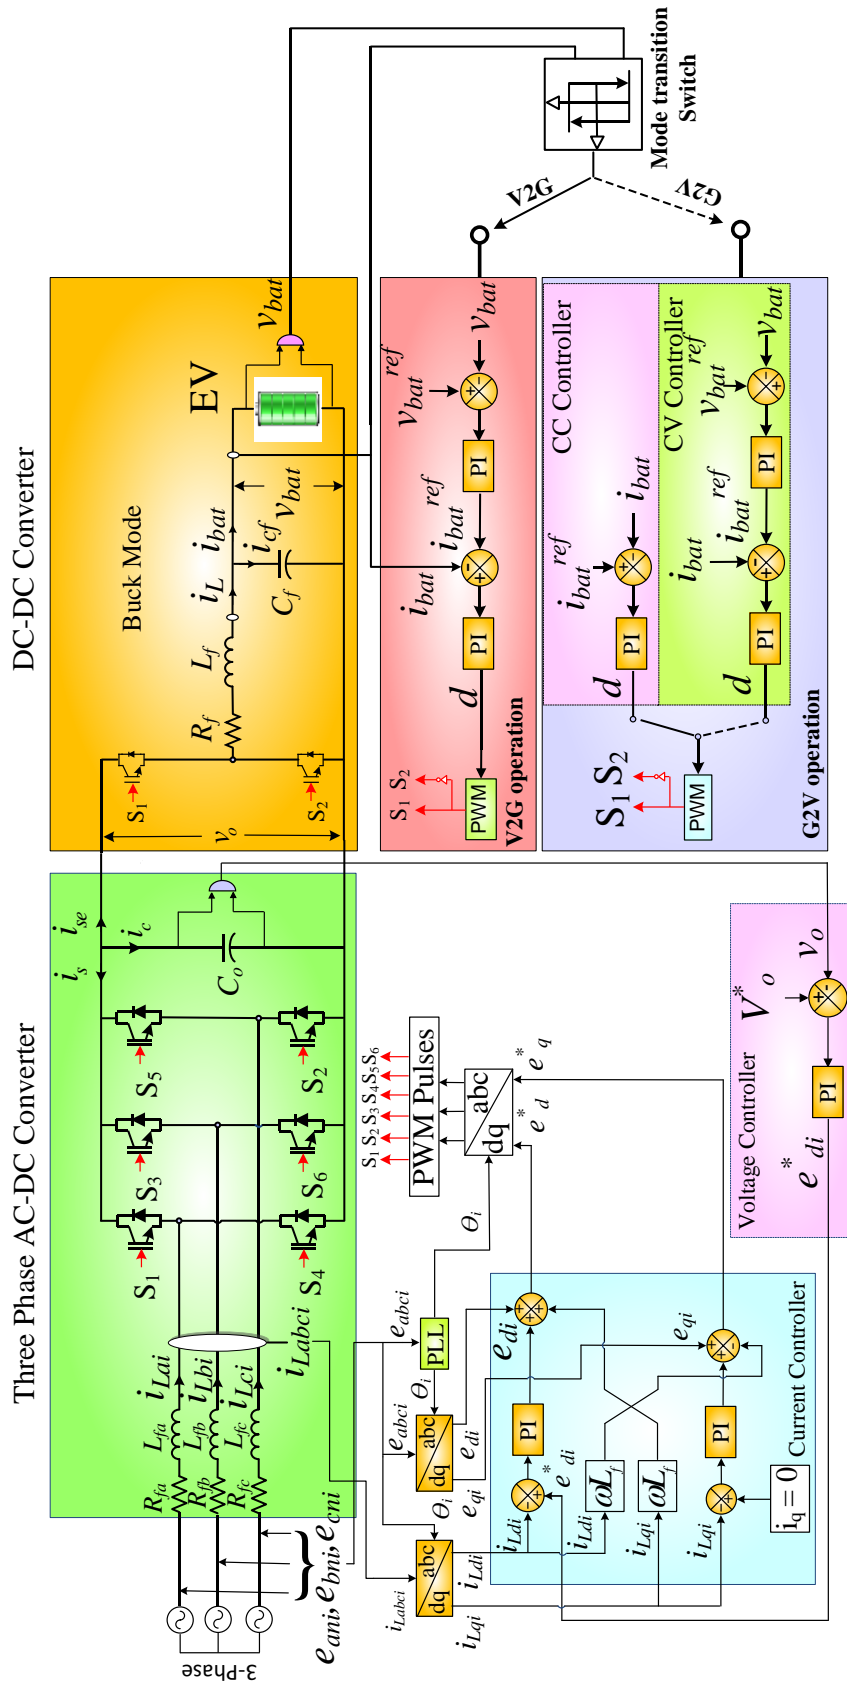 Three Phase AC-DC Converter
DC-DC Converter
3-Phase
R_fa L_fa i_Lai
R_fb L_fb i_Lbi
R_fc L_fc i_Lci
e_ani, e_bni, e_cni
i_Labci
S_1 S_3 S_5
S_4 S_6 S_2
i_s i_se
i_c
C_o
v_o
S_1
S_2
Buck Mode
R_f L_f i_L i_bat
i_cf
C_f
v_bat
EV
v_bat
Mode transition
Switch
V2G
G2V
S_1 S_2
PWM
d
PI
i_bat
i_bat^ref
PI
v_bat^ref
v_bat
V2G operation
S_1 S_2
PWM
d
PI
i_bat^ref
i_bat
CC Controller
d
PI
i_bat
i_bat^ref
PI
v_bat^ref
v_bat
CV Controller
G2V operation
S_1 S_2 S_3 S_4 S_5 S_6
PWM Pulses
abc
dq
e^*_d e^*_q
θ_i
e_abci
PLL
θ_i
e_abci
abc
dq
e_di
e_qi
θ_i
i_Labci
abc
dq
i_Ldi
i_Lqi
i_Ldi
PI
e_di
e^*_di
i_Ldi
ωL_f
i_Lqi
ωL_f
e_qi
i_Lqi
PI
i_q = 0
Current Controller
Voltage Controller
e^*_di
PI
V^*_o
v_o